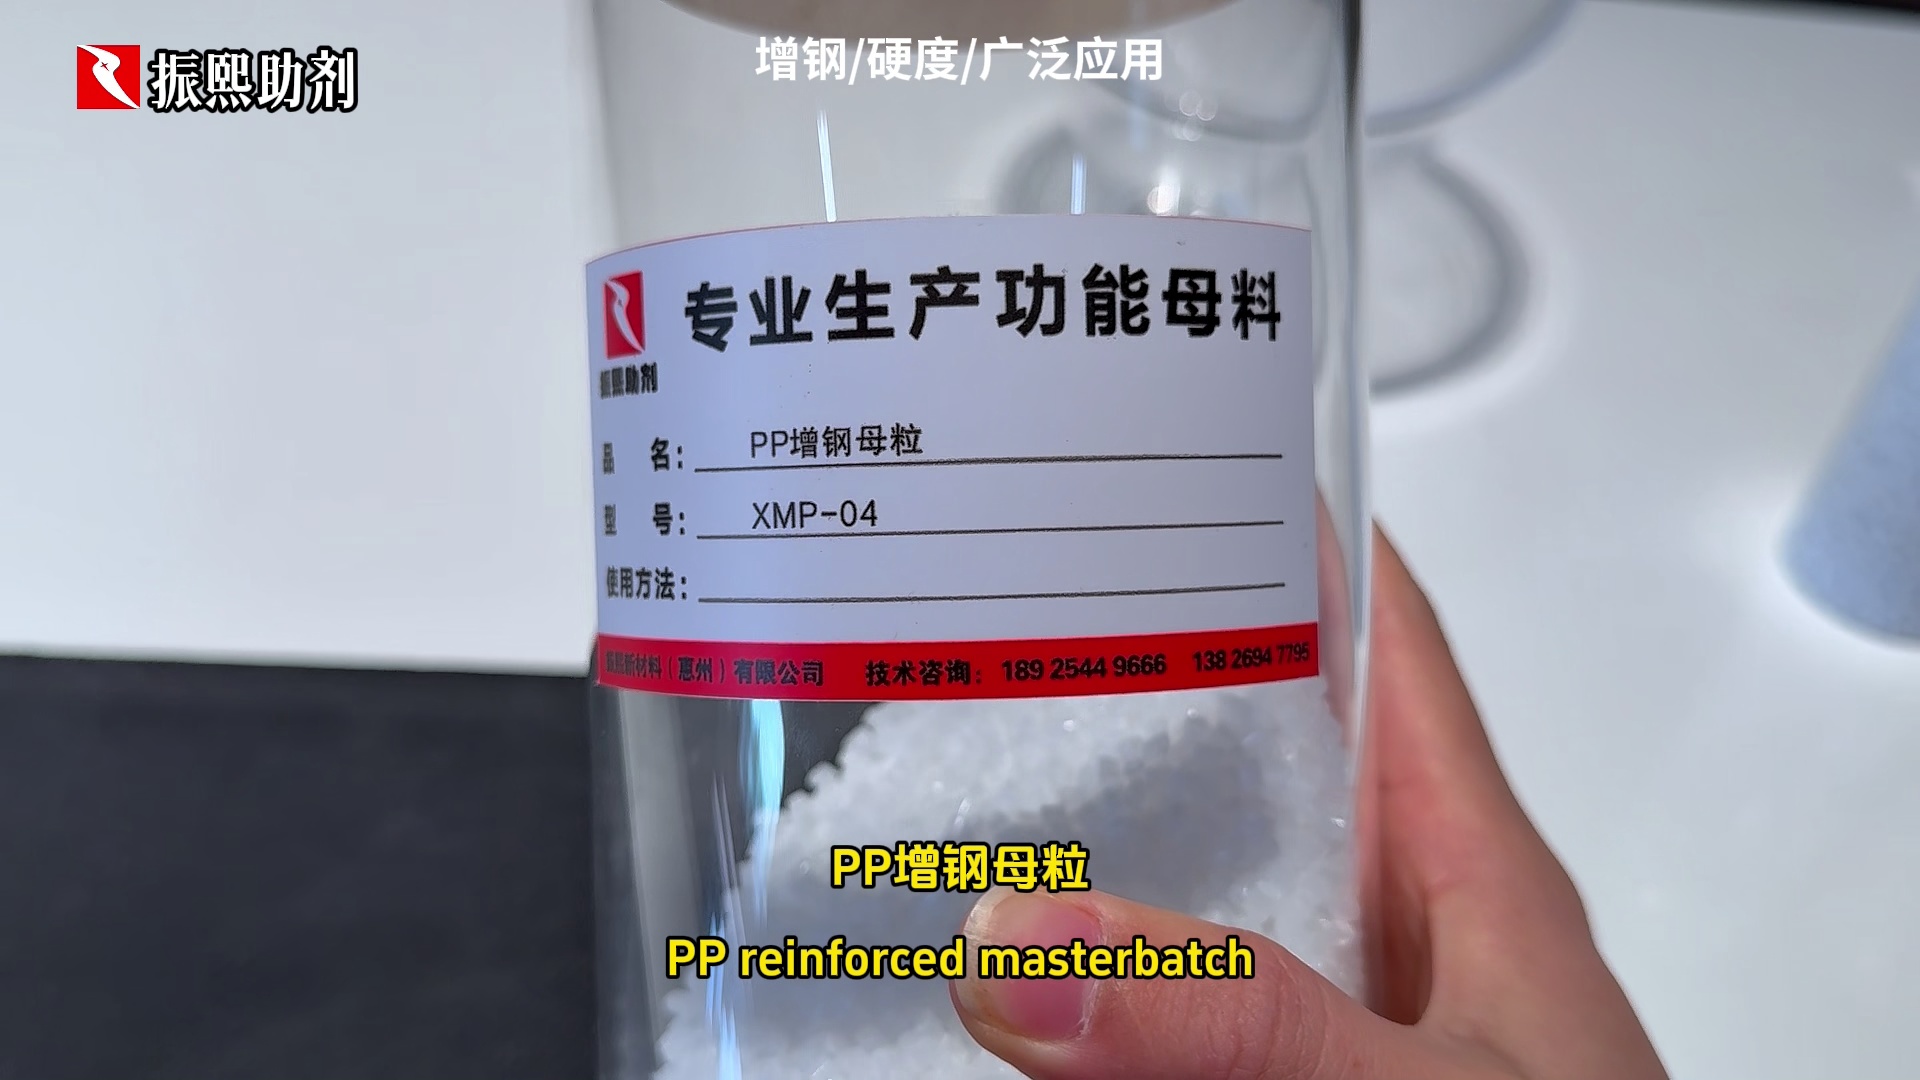 振熙助剂
增钢/硬度/广泛应用
专业生产功能母料
振熙助剂
品 名： PP增钢母粒
型 号： XMP-04
使用方法：
振熙新材料（惠州）有限公司 技术咨询： 189 2544 9666 138 2694 7795
PP增钢母粒
PP reinforced masterbatch